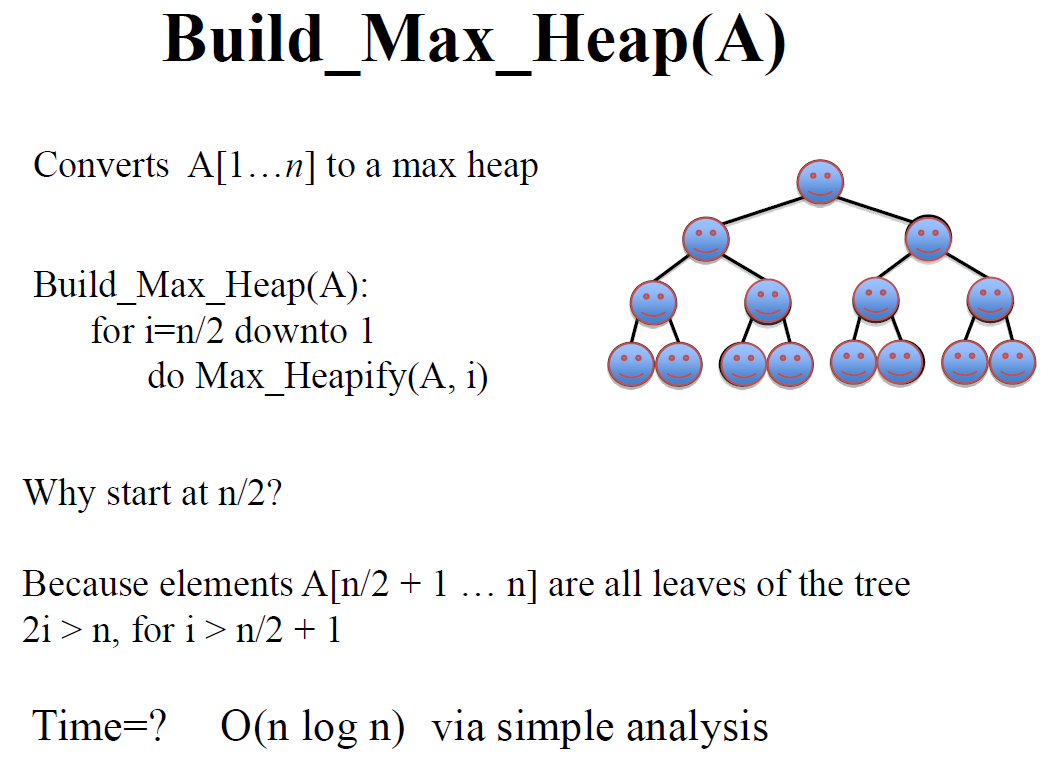 Build_Max_Heap(A)
Converts A[1…n] to a max heap
Build_Max_Heap(A):
for i=n/2 downto 1
do Max_Heapify(A, i)
Why start at n/2?
Because elements A[n/2 + 1 … n] are all leaves of the tree
2i > n, for i > n/2 + 1
Time=? O(n log n) via simple analysis